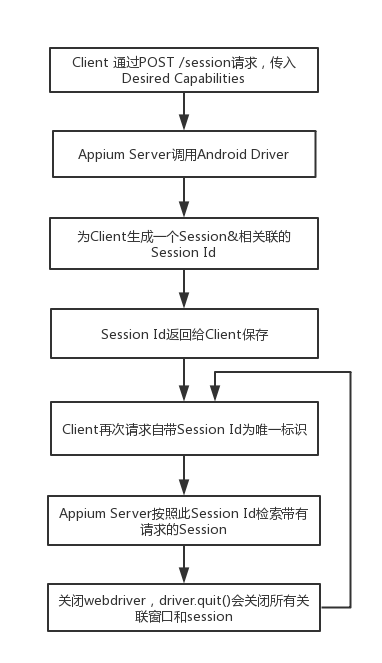 Client 通过POST /session请求，传入
Desired Capabilities
Appium Server调用Android Driver
为Client生成一个Session&相关联的
Session Id
Session Id返回给Client保存
Client再次请求自带Session Id为唯一标识
Appium Server按照此Session Id检索带有
请求的Session
关闭webdriver，driver.quit()会关闭所有关
联窗口和session